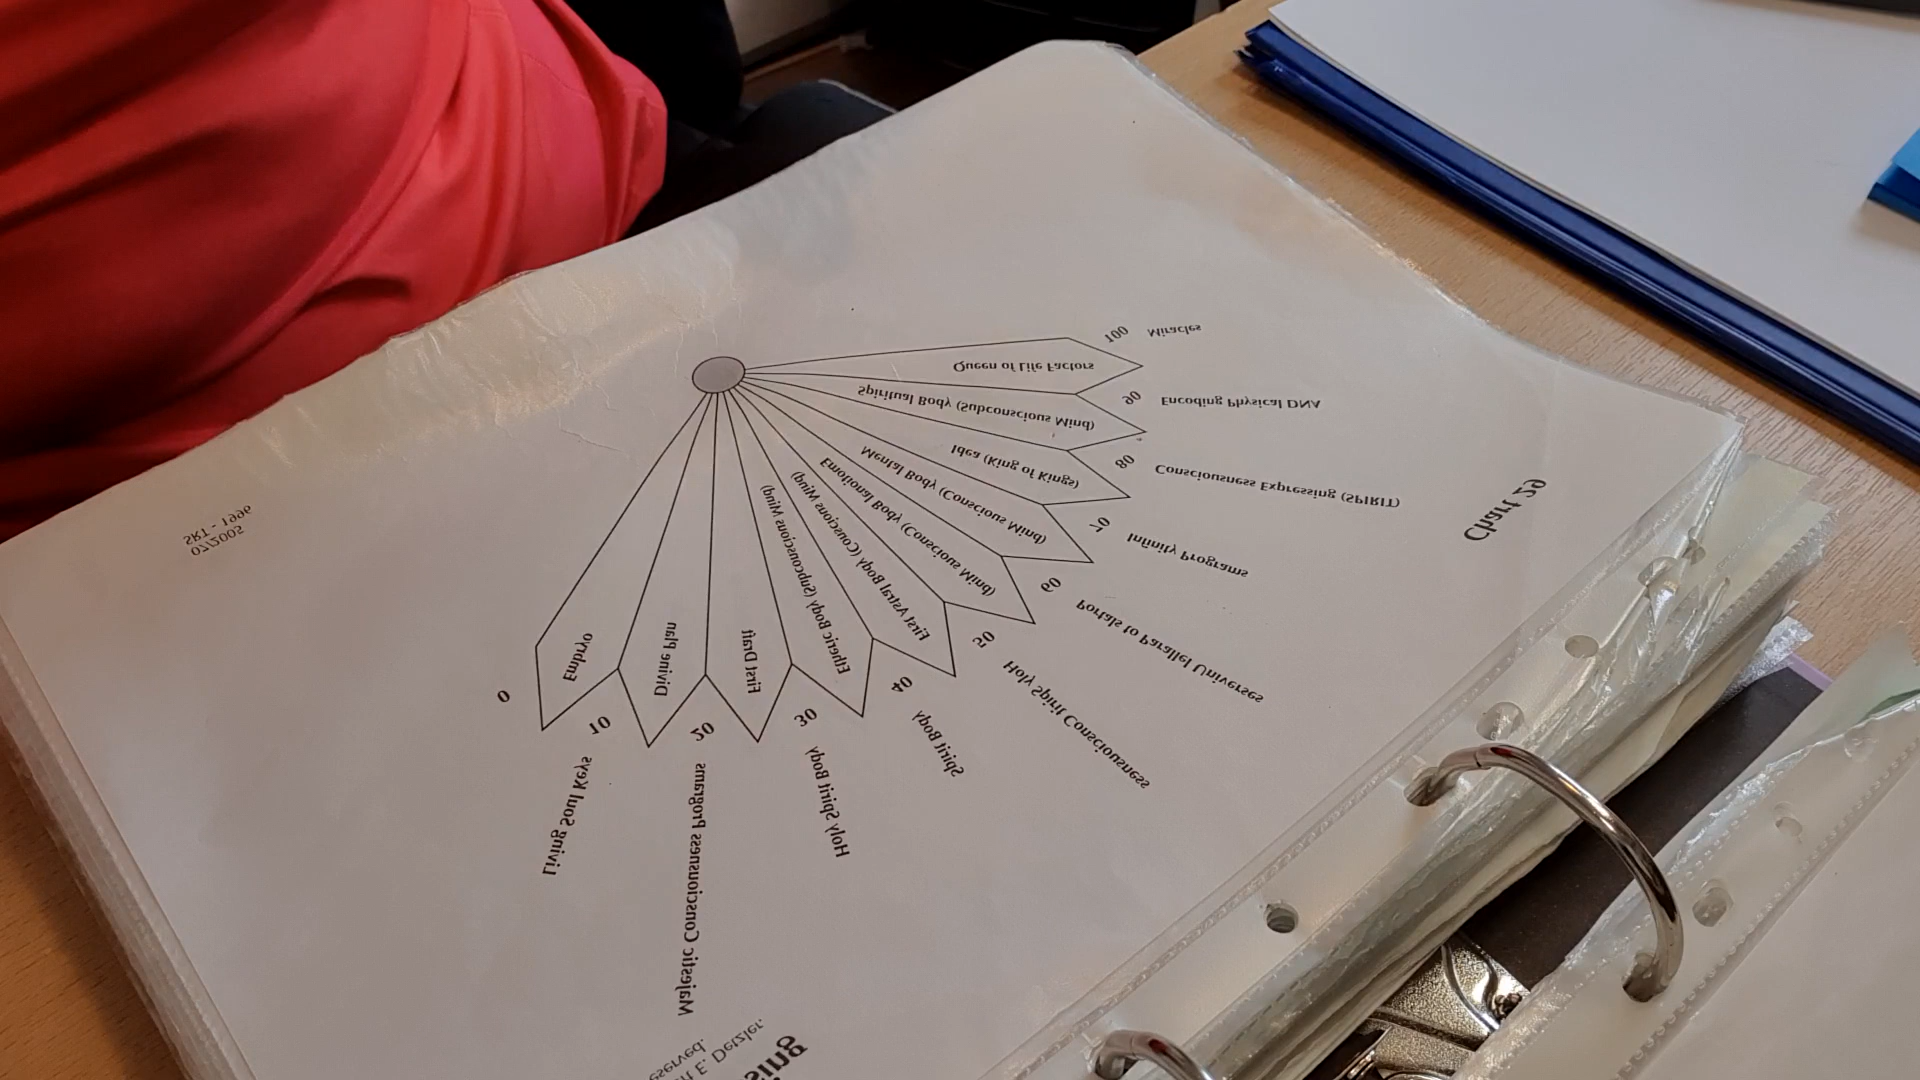 Chart 29
Miracles
100
Queen of Life Factors
90
Encoding Physical DNA
Spiritual Body (Subconscious Mind)
80
Consciousness Expressing (SPIRIT)
Idea (King of Kings)
70
Infinity Programs
Mental Body (Conscious Mind)
60
Portals to Parallel Universes
Emotional Body (Conscious Mind)
50
Holy Spirit Consciousness
First Astral Body (Conscious Mind)
40
Spirit Body
Etheric Body (Subconscious Mind)
30
Holy Spirit Body
First Draft
20
Majestic Consciousness Programs
Divine Plan
10
Living Soul Keys
Embryo
0
SRT - 1996
07/2005
E. Detzler.